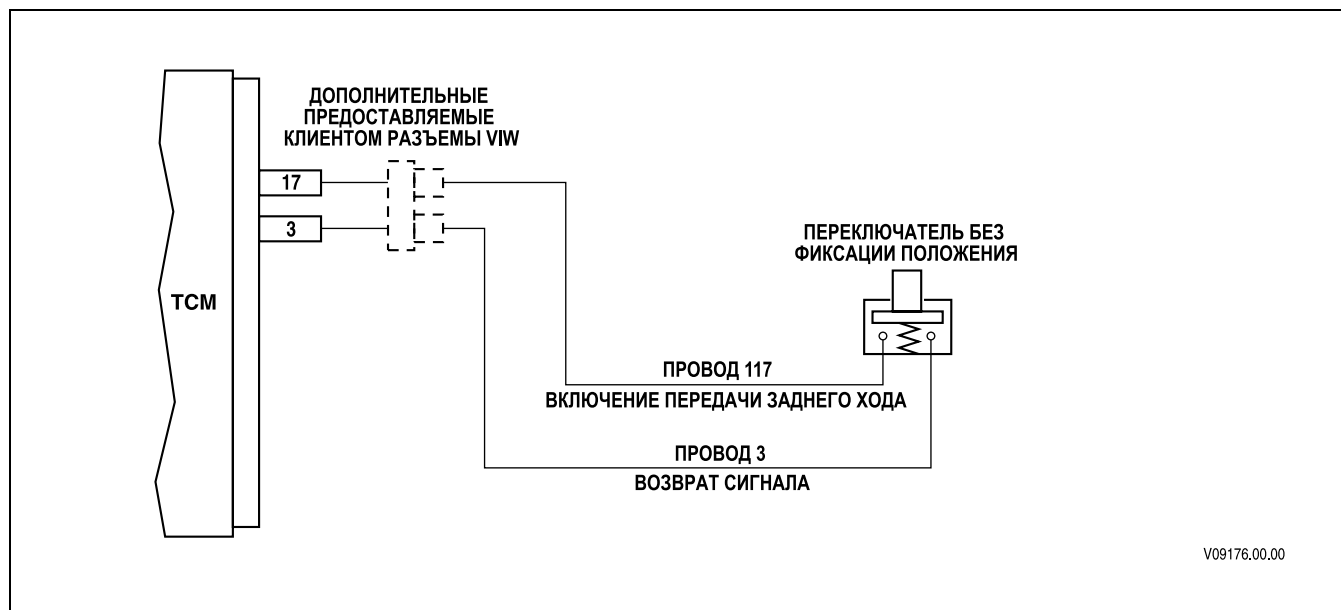 ДОПОЛНИТЕЛЬНЫЕ
ПРЕДОСТАВЛЯЕМЫЕ
КЛИЕНТОМ РАЗЪЕМЫ VIW
17
3
TCM
ПЕРЕКЛЮЧАТЕЛЬ БЕЗ
ФИКСАЦИИ ПОЛОЖЕНИЯ
ПРОВОД 117
ВКЛЮЧЕНИЕ ПЕРЕДАЧИ ЗАДНЕГО ХОДА
ПРОВОД 3
ВОЗВРАТ СИГНАЛА
V09176.00.00